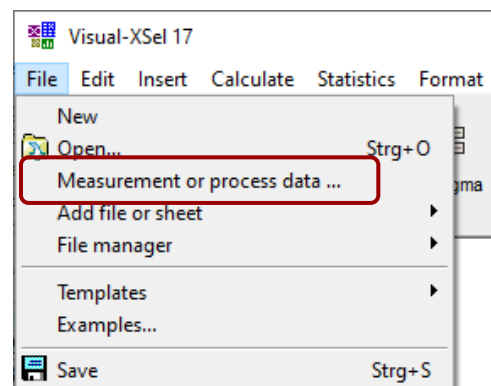 Visual-XSel 17
File Edit Insert Calculate Statistics Format
New
Open... Strg+O
Measurement or process data ...
Add file or sheet
File manager
Templates
Examples...
Save Strg+S